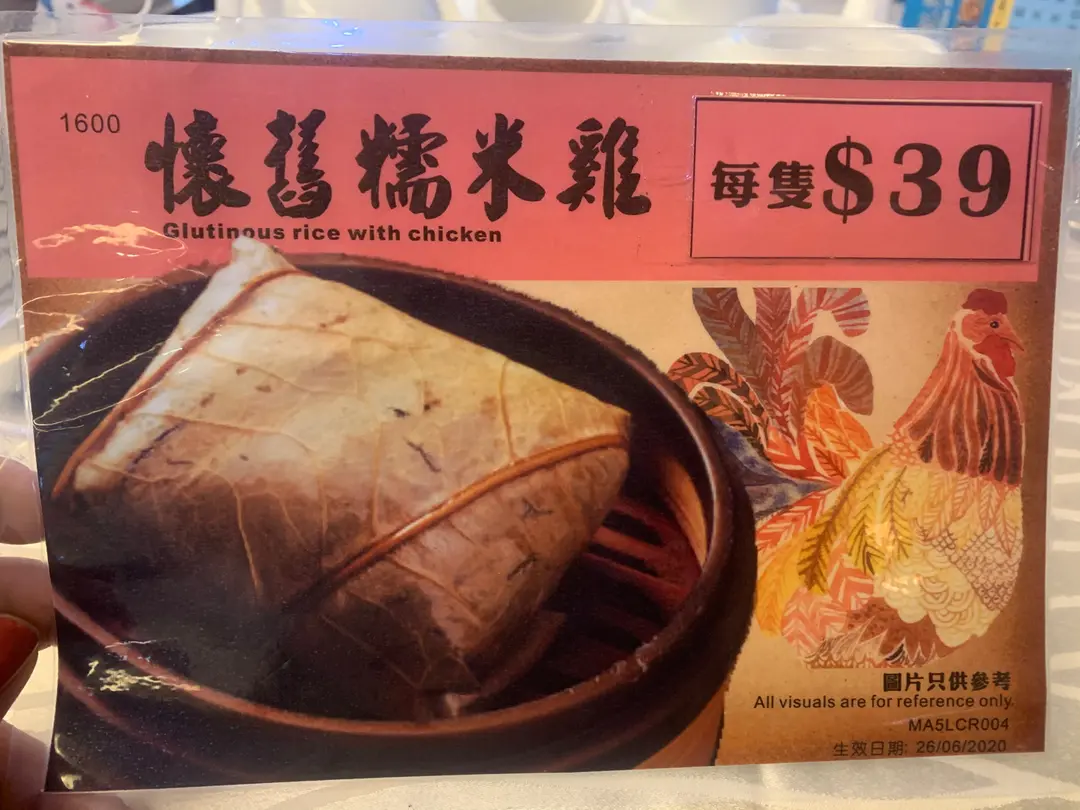 1600
懷舊糯米雞
Glutinous rice with chicken
每隻$39
圖片只供參考
All visuals are for reference only.
MA5LCR004
生效日期: 26/06/2020